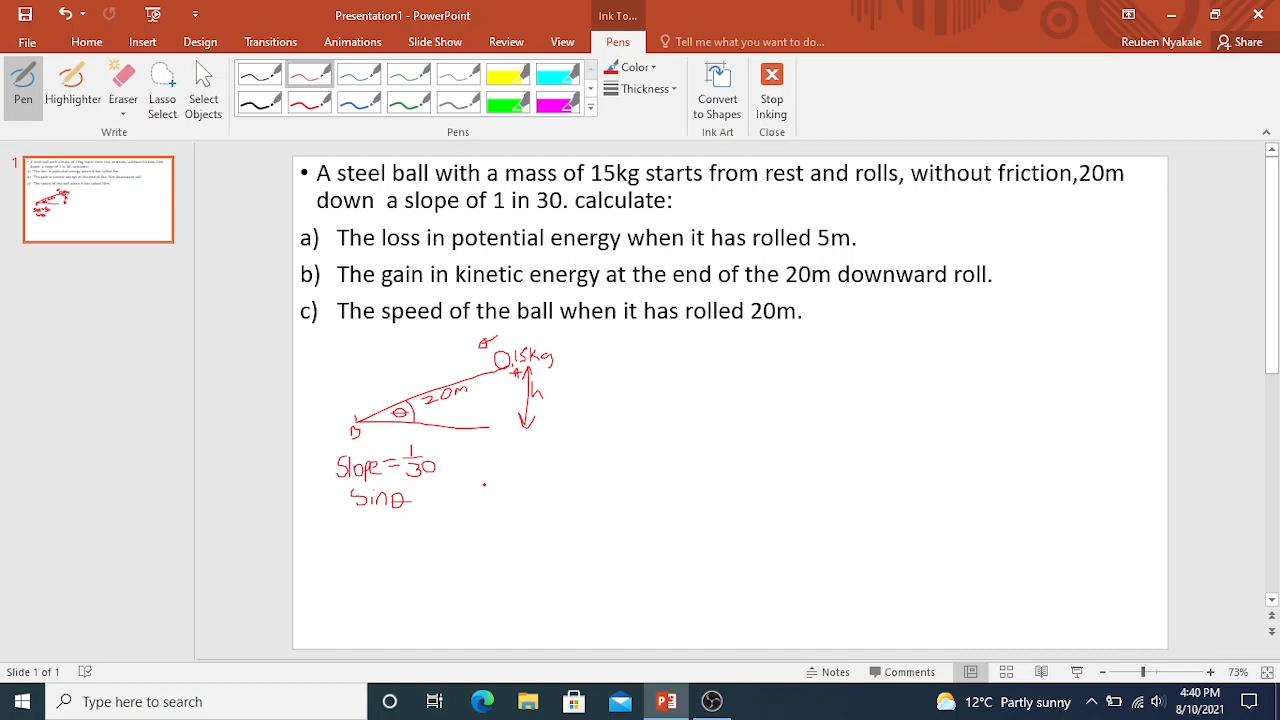 Presentation1 - PowerPoint
Ink To...
File Home Insert Design Transitions Animations Slide Show Review View Pens Tell me what you want to do... Reuben Nyakale Share
Pen Highlighter Eraser Lasso Select Select Objects
Color
Thickness
Convert to Shapes
Stop Inking
Write Pens Ink Art Close
1
• A steel ball with a mass of 15kg starts from rest and rolls, without friction,20m
down a slope of 1 in 30. calculate:
a) The loss in potential energy when it has rolled 5m.
b) The gain in kinetic energy at the end of the 20m downward roll.
c) The speed of the ball when it has rolled 20m.
15kg
A
20m
h
θ
B
Slope = 1/30
Sinθ
Slide 1 of 1 Notes Comments 73%
Type here to search
12°C Partly sunny
4:40 PM
8/10/2021